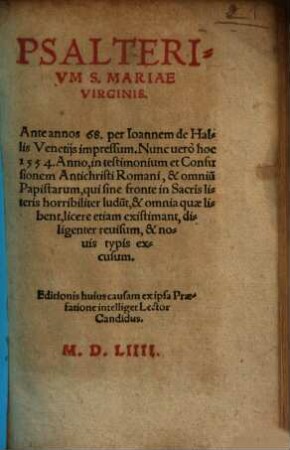 PSALTERI-
VM S. MARIAE
VIRGINIS.
Ante annos 68. per Ioannem de Hal-
lis Venetijs impressum. Nunc uerò hoc
1554. Anno, in testimonium et Confu
sionem Antichristi Romani, & omniũ
Papistarum, qui sine fronte in Sacris li
teris horribiliter ludũt, & omnia quæ li
bent, licere etiam existimant, di-
ligenter reuisum, & no-
uis typis ex-
cusum.
Editionis huius causam ex ipsa Præ-
fatione intelliget Lector
Candidus.
M. D. LIIII.